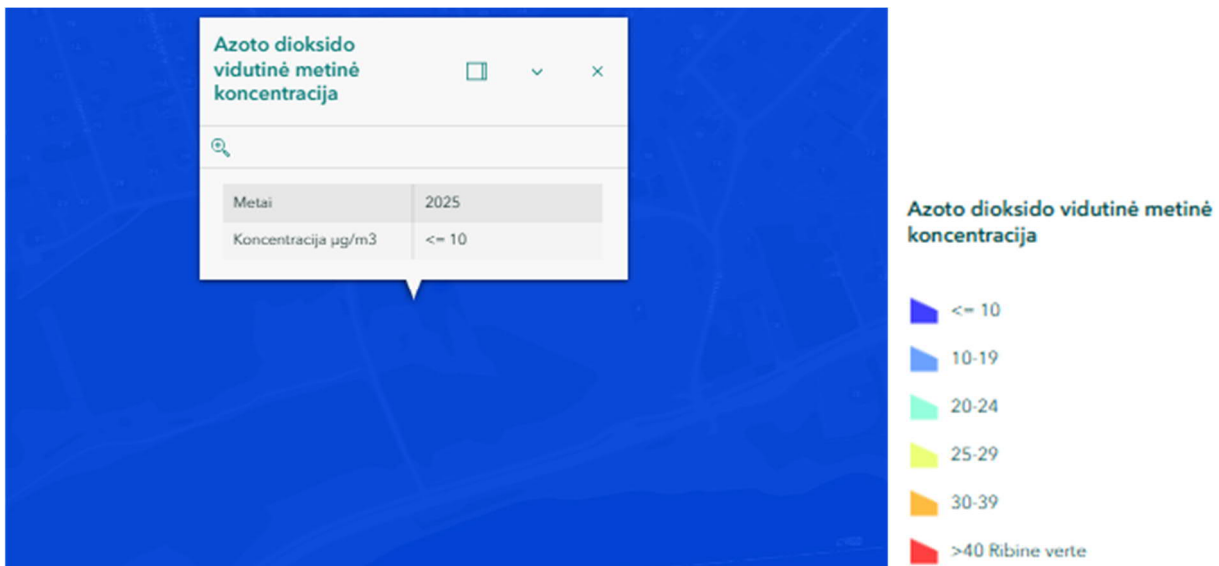 Azoto dioksido
vidutinė metinė
koncentracija
Metai 2025
Koncentracija µg/m3 <= 10
Azoto dioksido vidutinė metinė
koncentracija
<= 10
10-19
20-24
25-29
30-39
>40 Ribine verte